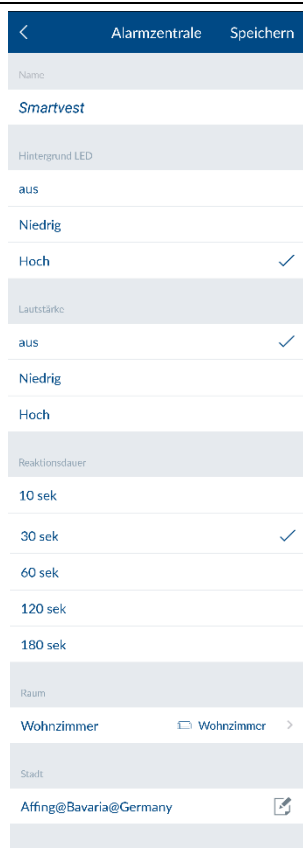 Alarmzentrale Speichern
Name
Smartvest
Hintergrund LED
aus
Niedrig
Hoch
Lautstärke
aus
Niedrig
Hoch
Reaktionsdauer
10 sek
30 sek
60 sek
120 sek
180 sek
Raum
Wohnzimmer Wohnzimmer
Stadt
Affing@Bavaria@Germany